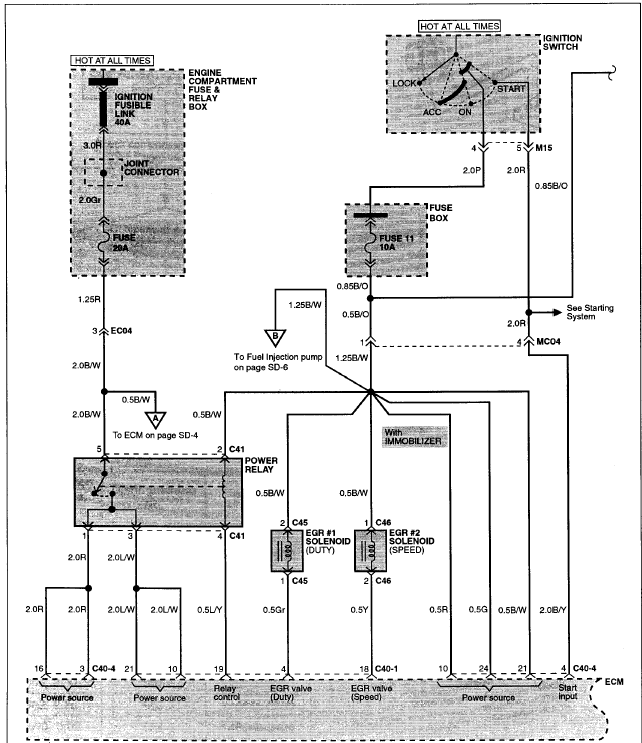 HOT AT ALL TIMES
IGNITION
SWITCH
LOCK
START
ACC
ON
HOT AT ALL TIMES
ENGINE
COMPARTMENT
FUSE &
RELAY
BOX
IGNITION
FUSIBLE
LINK
40A
3.0R
JOINT
CONNECTOR
2.0Gr
FUSE
20A
4
5
M15
2.0P
2.0R
0.85B/O
FUSE
BOX
FUSE 11
10A
1.25R
0.85B/O
1.25B/W
0.5B/O
See Starting
System
2.0R
3
EC04
B
1
4
MC04
To Fuel Injection pump
on page SD-6
1.25B/W
2.0B/W
0.5B/W
A
2.0B/W
0.5B/W
To ECM on page SD-4
With
IMMOBILIZER
5
2
C41
POWER
RELAY
0.5B/W
0.5B/W
2
C45
1
C46
EGR #1
SOLENOID
(DUTY)
EGR #2
SOLENOID
(SPEED)
1
3
4
C41
2.0R
2.0L/W
1
C45
2
C46
2.0R
2.0R
2.0L/W
2.0L/W
0.5L/Y
0.5Gr
0.5Y
0.5R
0.5G
0.5B/W
2.0B/Y
16
3
C40-4
21
10
19
4
18
C40-1
10
24
21
4
C40-4
ECM
Power source
Power source
Relay
control
EGR valve
(Duty)
EGR valve
(Speed)
Power source
Start
input